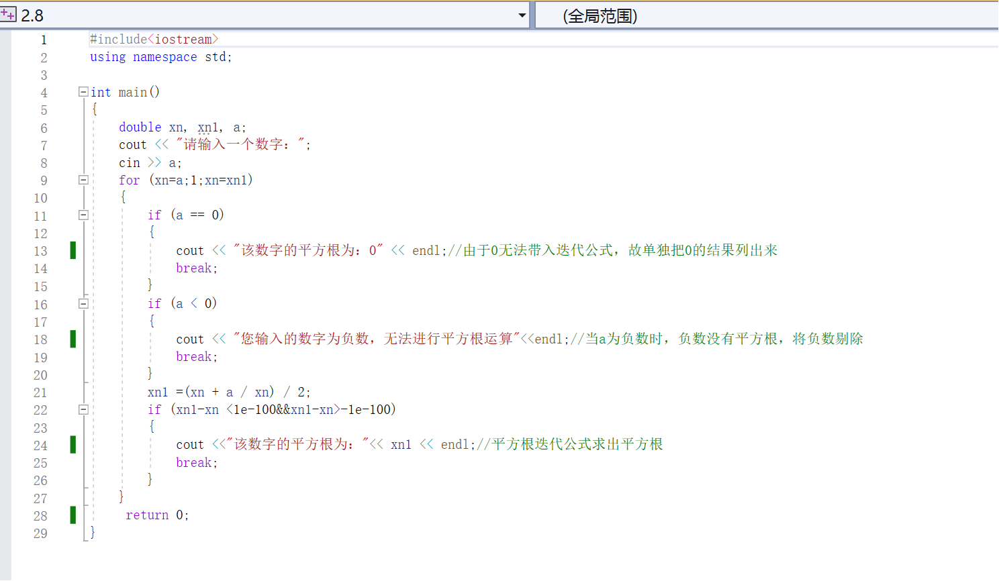 2.8 (全局范围)
1 #include<iostream>
2 using namespace std;
3
4 int main()
5 {
6 double xn, xn1, a;
7 cout << "请输入一个数字：";
8 cin >> a;
9 for (xn=a;1;xn=xn1)
10 {
11 if (a == 0)
12 {
13 cout << "该数字的平方根为：0" << endl;//由于0无法带入迭代公式，故单独把0的结果列出来
14 break;
15 }
16 if (a < 0)
17 {
18 cout << "您输入的数字为负数，无法进行平方根运算"<<endl;//当a为负数时，负数没有平方根，将负数剔除
19 break;
20 }
21 xn1 =(xn + a / xn) / 2;
22 if (xn1-xn <1e-100&&xn1-xn>-1e-100)
23 {
24 cout <<"该数字的平方根为："<< xn1 << endl;//平方根迭代公式求出平方根
25 break;
26 }
27 }
28 return 0;
29 }